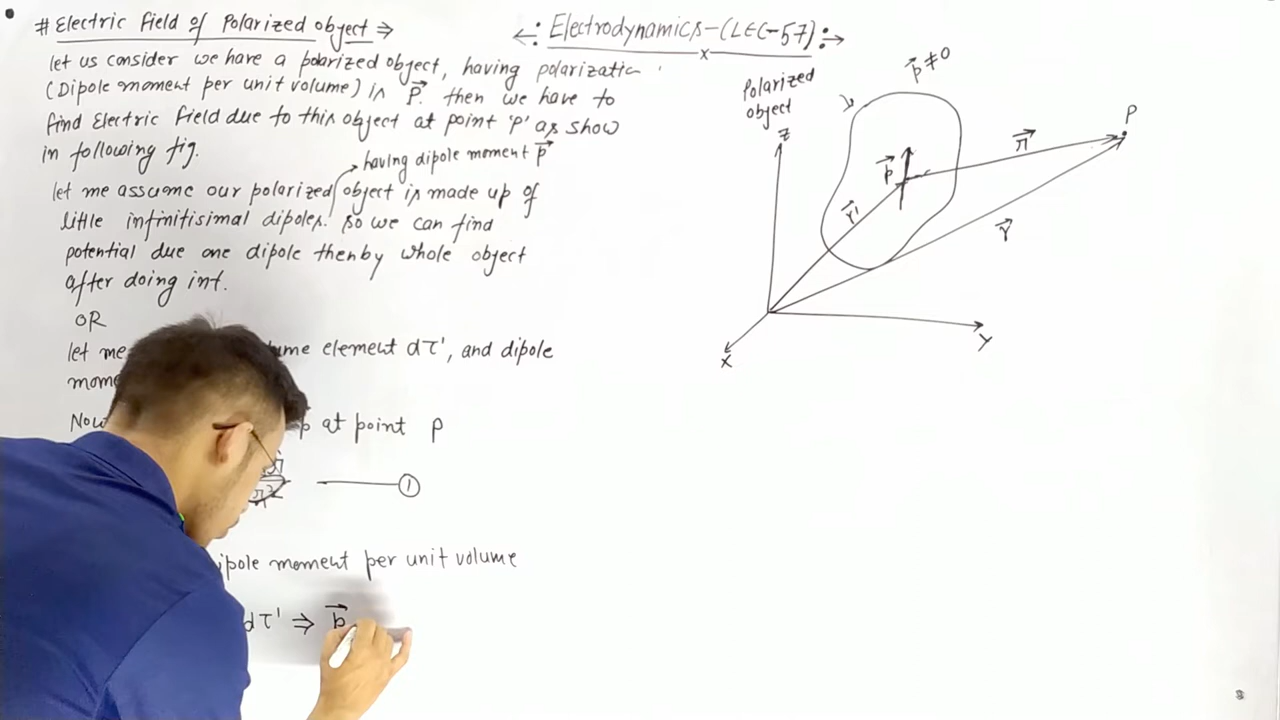 # Electric Field of Polarized object ⇒
Electrodynamics-(LEC-57)
x
let us consider we have a polarized object, having polarizatic
(Dipole moment per unit volume) is P⃗. then we have to
find Electric Field due to this object at point 'P' as show
in following fig.
having dipole moment p⃗
let me assume our polarized object is made up of
little infinitisimal dipoles. so we can find
potential due one dipole then by whole object
after doing int.
OR
let me ume element dτ', and dipole
mom
Now p at point P
①
ipole moment per unit volume
dτ' ⇒ p⃗
Polarized
object
p⃗ ≠ 0
z
P
p⃗
r⃗'
r⃗
X
Y